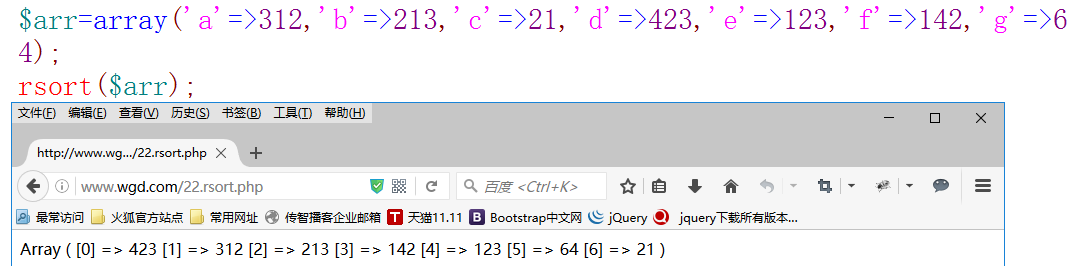 $arr=array('a'=>312,'b'=>213,'c'=>21,'d'=>423,'e'=>123,'f'=>142,'g'=>6
4);
rsort($arr);
文件(F) 编辑(E) 查看(V) 历史(S) 书签(B) 工具(T) 帮助(H)
http://www.wg.../22.rsort.php
www.wgd.com/22.rsort.php 百度 <Ctrl+K>
最常访问 火狐官方站点 常用网址 传智播客企业邮箱 T 天猫11.11 B Bootstrap中文网 jQuery jquery下载所有版本...
Array ( [0] => 423 [1] => 312 [2] => 213 [3] => 142 [4] => 123 [5] => 64 [6] => 21 )